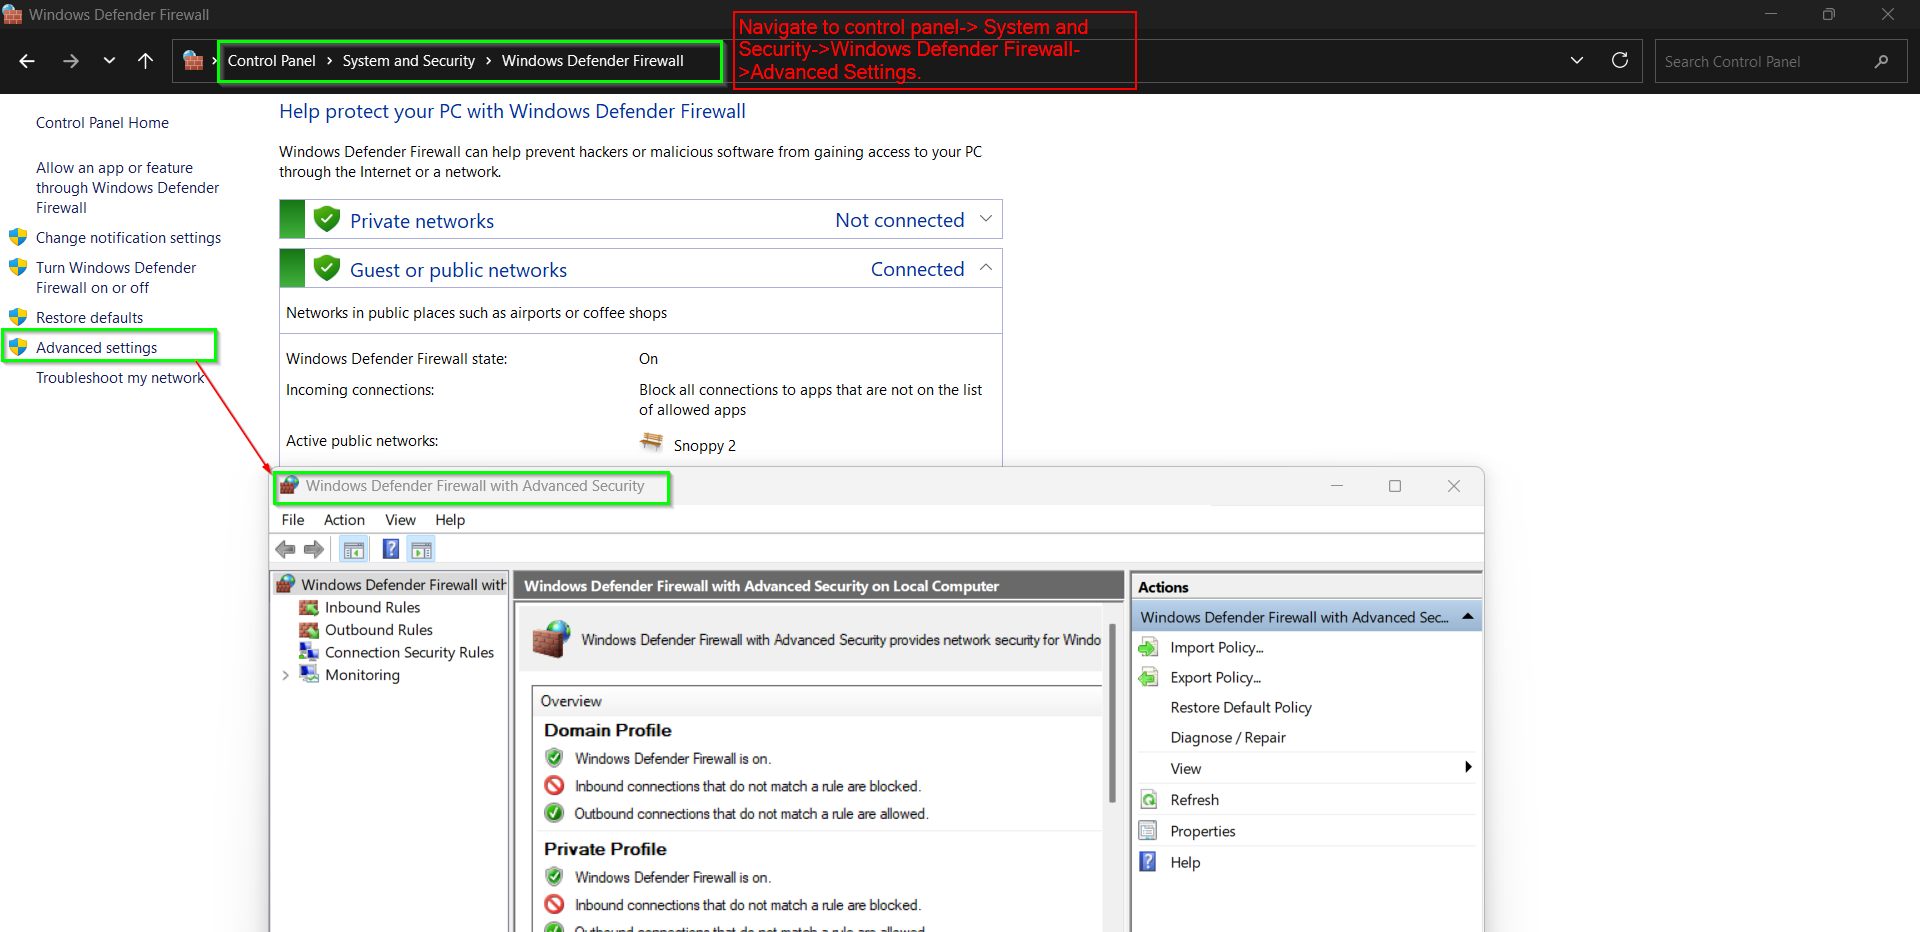 Windows Defender Firewall
Control Panel > System and Security > Windows Defender Firewall
Navigate to control panel-> System and
Security->Windows Defender Firewall-
>Advanced Settings.
Search Control Panel
Control Panel Home
Allow an app or feature
through Windows Defender
Firewall
Change notification settings
Turn Windows Defender
Firewall on or off
Restore defaults
Advanced settings
Troubleshoot my network
Help protect your PC with Windows Defender Firewall
Windows Defender Firewall can help prevent hackers or malicious software from gaining access to your PC
through the Internet or a network.
Private networks Not connected
Guest or public networks Connected
Networks in public places such as airports or coffee shops
Windows Defender Firewall state: On
Incoming connections: Block all connections to apps that are not on the list
of allowed apps
Active public networks: Snoppy 2
Windows Defender Firewall with Advanced Security
File Action View Help
Windows Defender Firewall with
Inbound Rules
Outbound Rules
Connection Security Rules
Monitoring
Windows Defender Firewall with Advanced Security on Local Computer
Windows Defender Firewall with Advanced Security provides network security for Windo
Overview
Domain Profile
Windows Defender Firewall is on.
Inbound connections that do not match a rule are blocked.
Outbound connections that do not match a rule are allowed.
Private Profile
Windows Defender Firewall is on.
Inbound connections that do not match a rule are blocked.
Outbound connections that do not match a rule are allowed.
Actions
Windows Defender Firewall with Advanced Sec...
Import Policy...
Export Policy...
Restore Default Policy
Diagnose / Repair
View
Refresh
Properties
Help